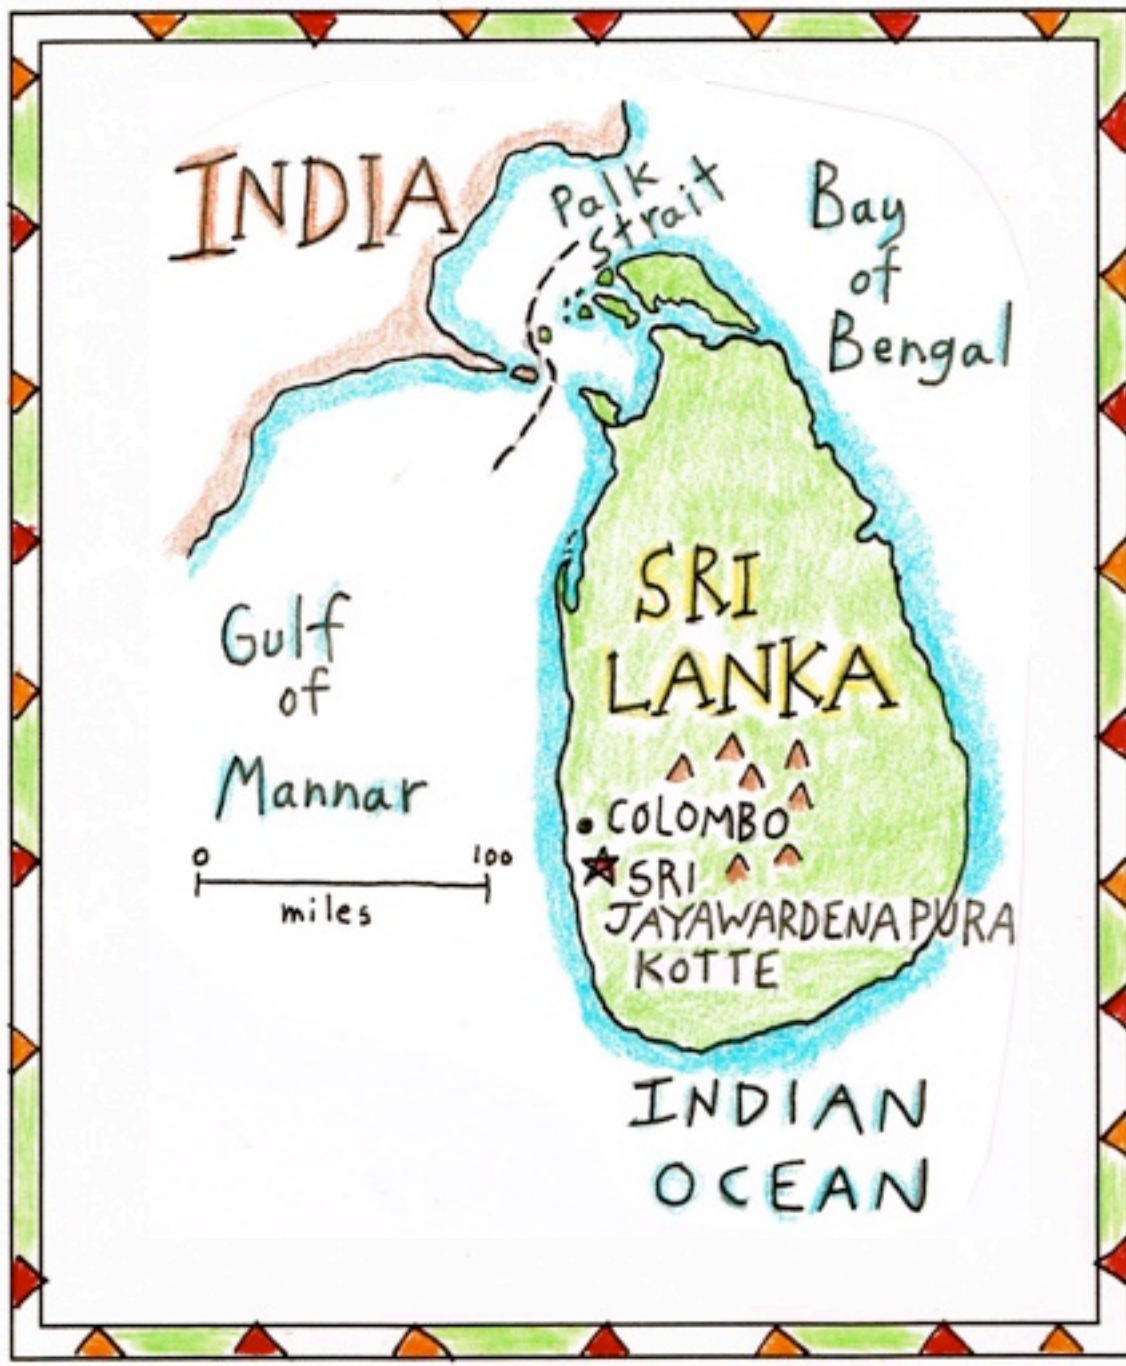 INDIA
Palk
Strait
Bay
of
Bengal
SRI
LANKA
Gulf
of
Mannar
0 100
miles
COLOMBO
SRI
JAYAWARDENAPURA
KOTTE
INDIAN
OCEAN